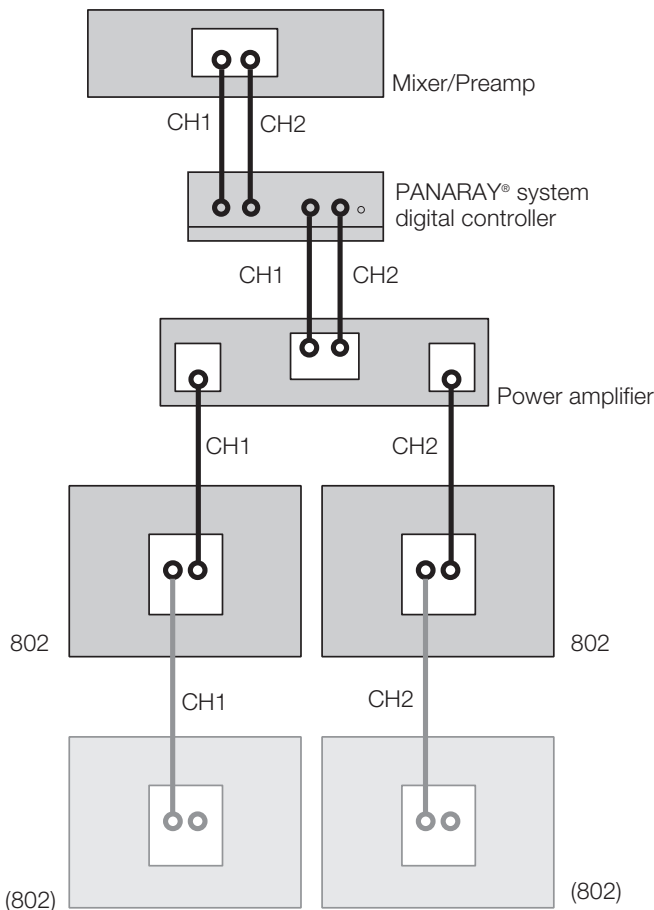 Mixer/Preamp
CH1
CH2
PANARAY® system
digital controller
CH1
CH2
Power amplifier
CH1
CH2
802
802
CH1
CH2
(802)
(802)